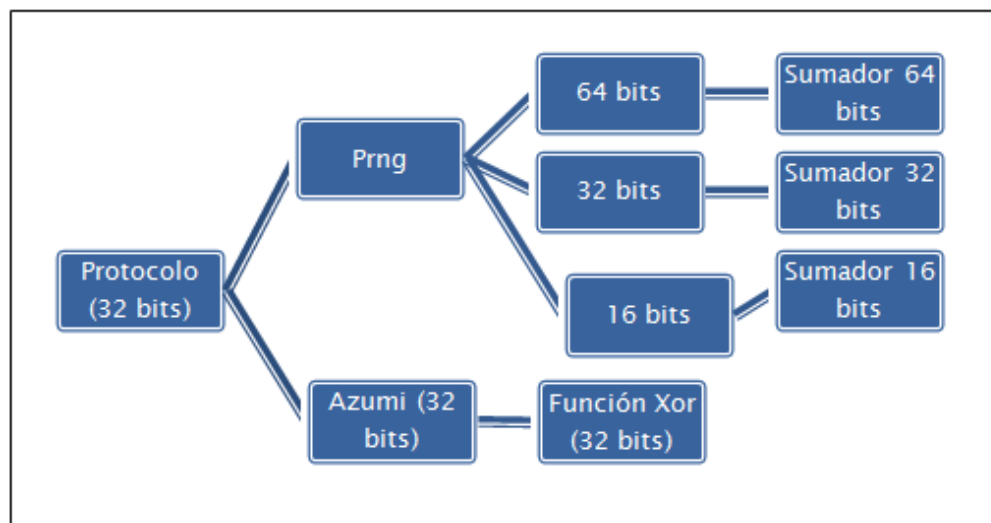 64 bits
Sumador 64
bits
Prng
32 bits
Sumador 32
bits
Protocolo
(32 bits)
16 bits
Sumador 16
bits
Azumi (32
bits)
Función Xor
(32 bits)